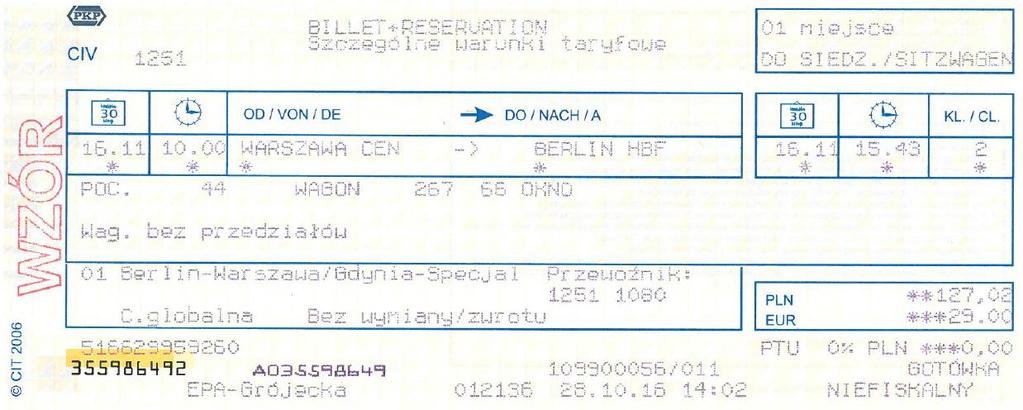 PKP
BILLET+RESERVATION
01 miejsce
CIV 1251
Szczególne warunki taryfowe
DO SIEDZ./SITZWAGEN
30 OD / VON / DE → DO / NACH / A 30 KL. / CL.
16.11 10.00 WARSZAWA CEN -> BERLIN HBF 16.11 15.43 2
* * * * * * *
POC. 44 WAGON 267 66 OKNO
Wag. bez przedziałów
01 Berlin-Warszawa/Gdynia-Specjal Przewoźnik:
1251 1080
PLN **127,02
C.globalna Bez wymiany/zwrotu
EUR ***29.00
516629959260
PTU 0% PLN ***0,00
355986492 A035598649 109900056/011 GOTÓWKA
EPA-Grójecka 012136 28.10.16 14:02 NIEFISKALNY
WZÓR
© CIT 2006